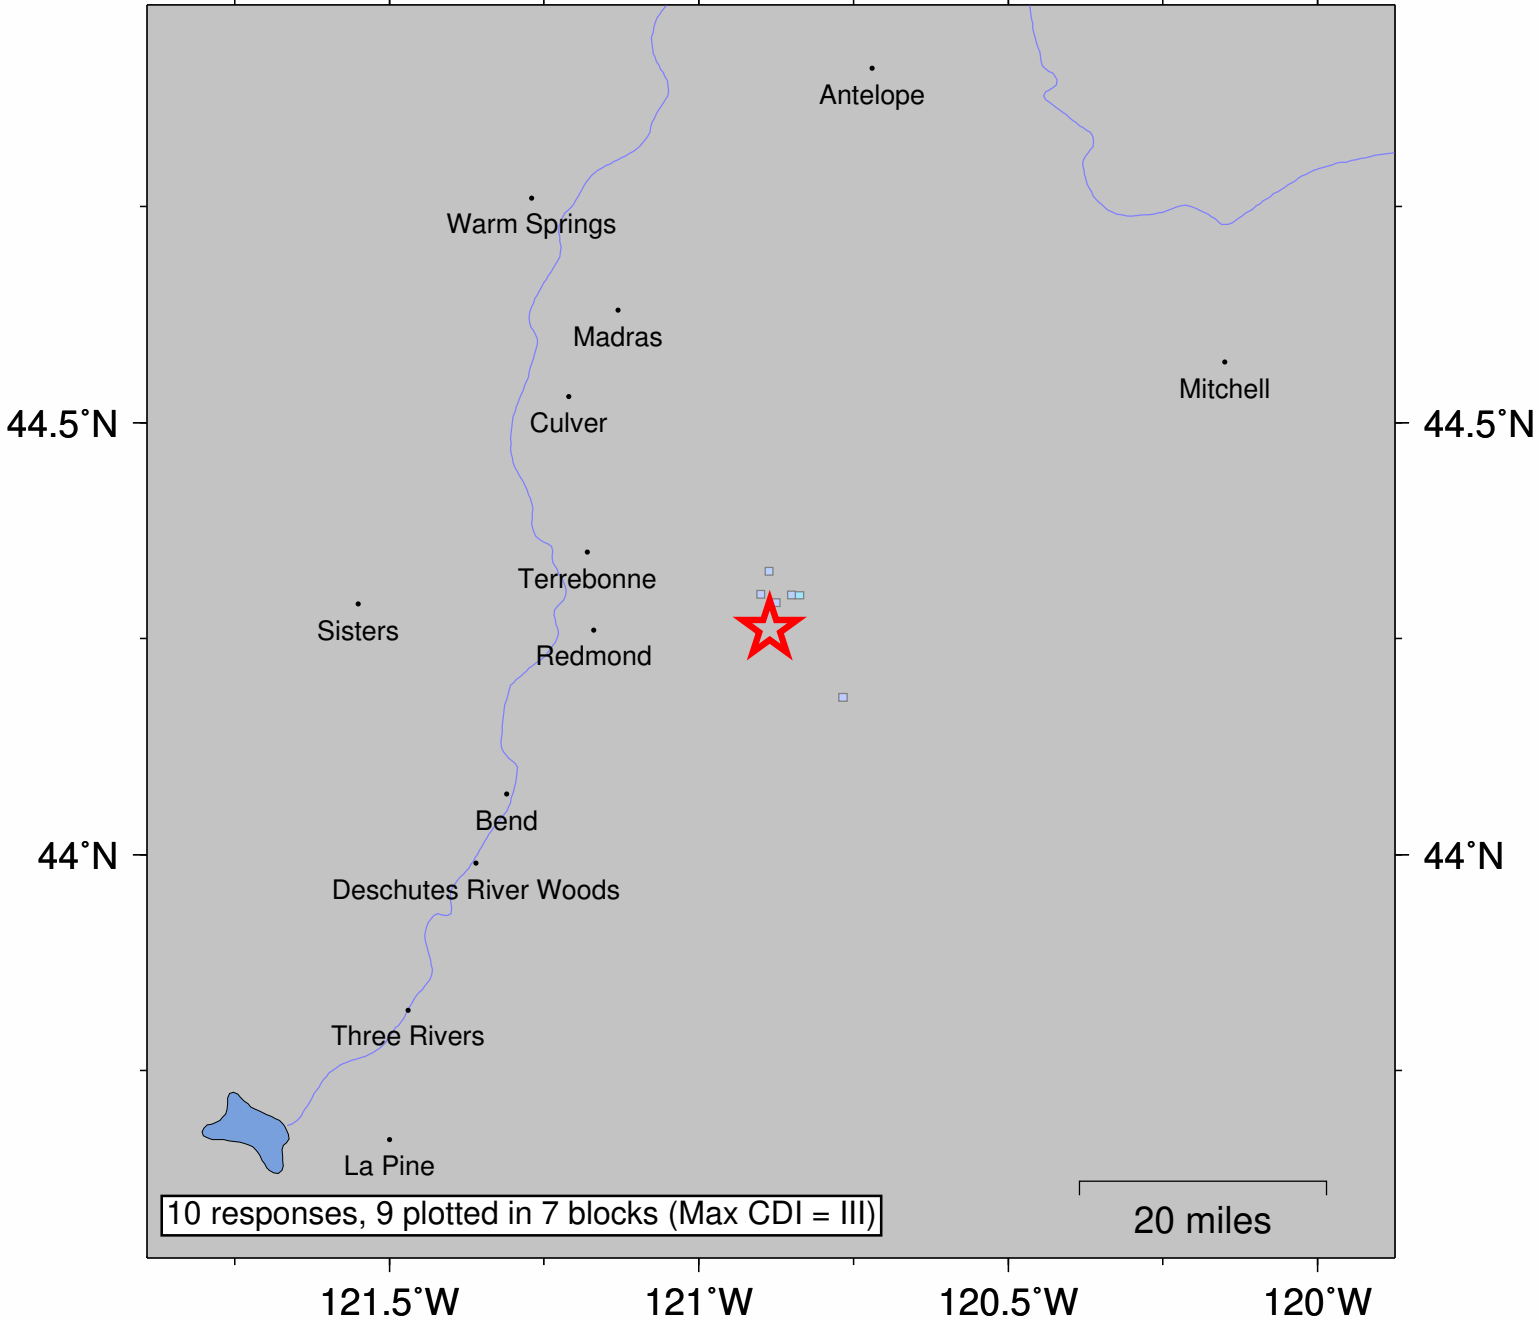 Antelope
Warm Springs
Madras
Mitchell
44.5˚N
44.5˚N
Culver
Terrebonne
Sisters
Redmond
Bend
44˚N
44˚N
Deschutes River Woods
Three Rivers
La Pine
10 responses, 9 plotted in 7 blocks (Max CDI = III)
20 miles
121.5˚W
121˚W
120.5˚W
120˚W